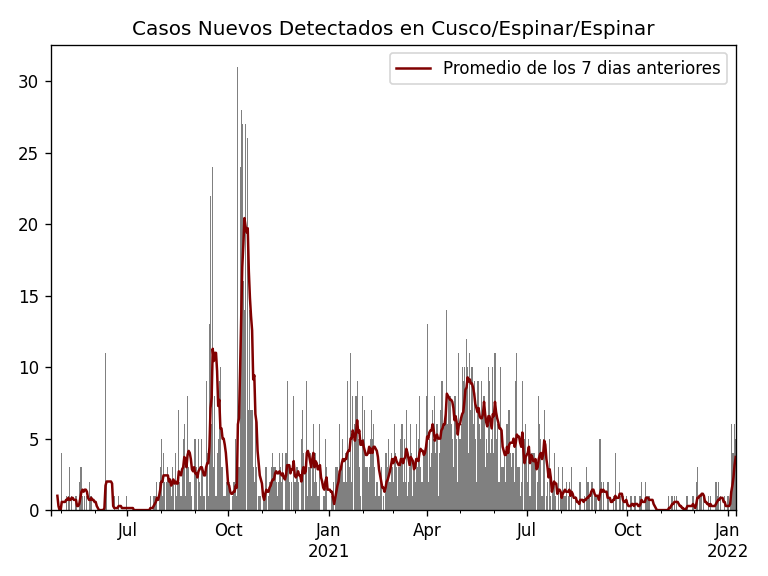 Casos Nuevos Detectados en Cusco/Espinar/Espinar
Promedio de los 7 dias anteriores
30
25
20
15
10
5
0
Jul Oct Jan Apr Jul Oct Jan
2021 2022